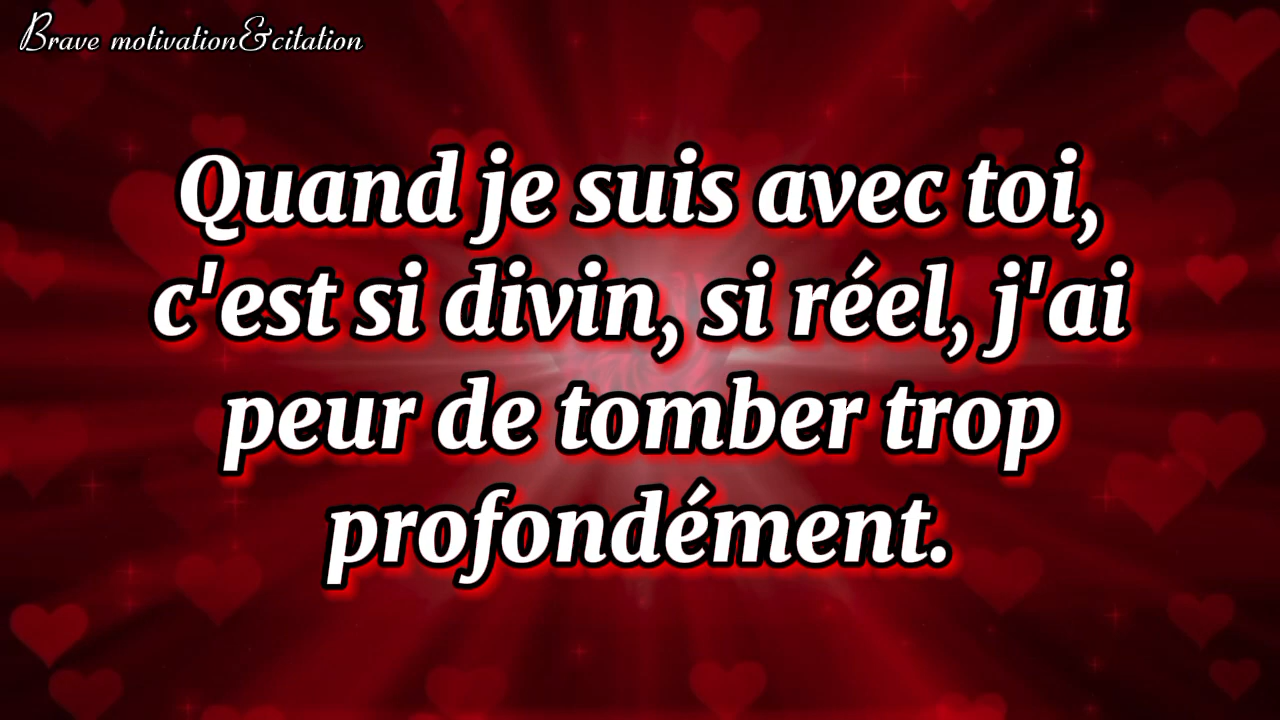 Brave motivation&citation
Quand je suis avec toi,
c'est si divin, si réel, j'ai
peur de tomber trop
profondément.